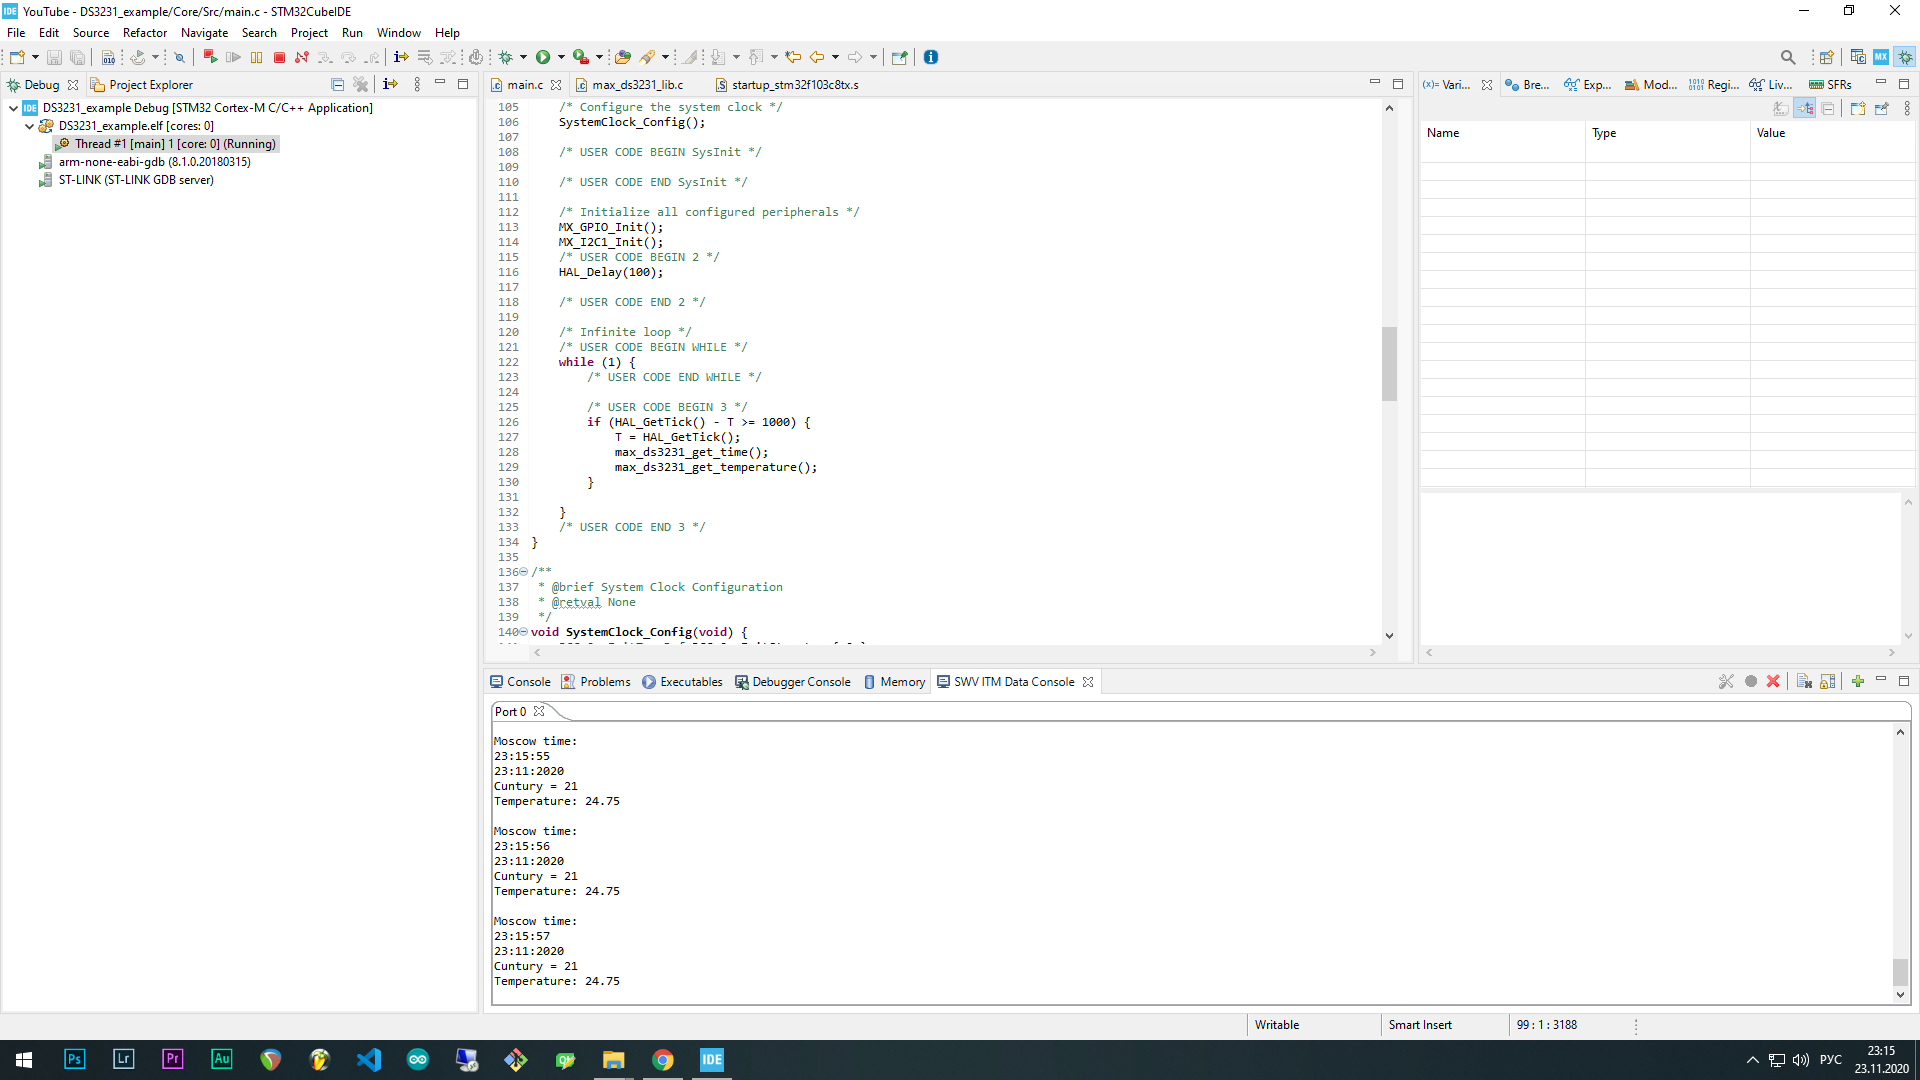 IDE YouTube - DS3231_example/Core/Src/main.c - STM32CubeIDE
File Edit Source Refactor Navigate Search Project Run Window Help
Debug Project Explorer
IDE DS3231_example Debug [STM32 Cortex-M C/C++ Application]
DS3231_example.elf [cores: 0]
Thread #1 [main] 1 [core: 0] (Running)
arm-none-eabi-gdb (8.1.0.20180315)
ST-LINK (ST-LINK GDB server)
main.c max_ds3231_lib.c startup_stm32f103c8tx.s
105 /* Configure the system clock */
106 SystemClock_Config();
107
108 /* USER CODE BEGIN SysInit */
109
110 /* USER CODE END SysInit */
111
112 /* Initialize all configured peripherals */
113 MX_GPIO_Init();
114 MX_I2C1_Init();
115 /* USER CODE BEGIN 2 */
116 HAL_Delay(100);
117
118 /* USER CODE END 2 */
119
120 /* Infinite loop */
121 /* USER CODE BEGIN WHILE */
122 while (1) {
123 /* USER CODE END WHILE */
124
125 /* USER CODE BEGIN 3 */
126 if (HAL_GetTick() - T >= 1000) {
127 T = HAL_GetTick();
128 max_ds3231_get_time();
129 max_ds3231_get_temperature();
130 }
131
132 }
133 /* USER CODE END 3 */
134 }
135
136 /**
137 * @brief System Clock Configuration
138 * @retval None
139 */
140 void SystemClock_Config(void) {
(x)= Vari... Bre... Exp... Mod... Regi... Liv... SFRs
MX
Name Type Value
Console Problems Executables Debugger Console Memory SWV ITM Data Console
Port 0
Moscow time:
23:15:55
23:11:2020
Cuntury = 21
Temperature: 24.75
Moscow time:
23:15:56
23:11:2020
Cuntury = 21
Temperature: 24.75
Moscow time:
23:15:57
23:11:2020
Cuntury = 21
Temperature: 24.75
Writable Smart Insert 99 : 1 : 3188
Ps Lr Pr Au IDE
РУС
23:15
23.11.2020